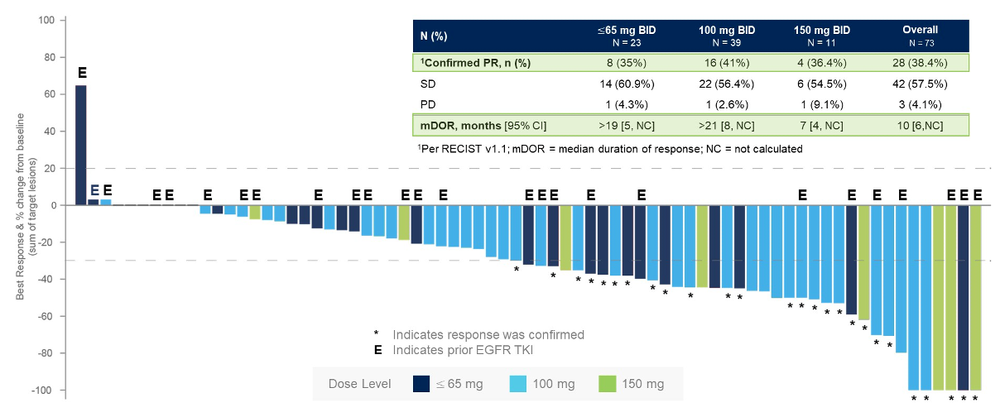 Best Response & % change from baseline
(sum of target lesions)
100
80
60
40
20
0
-20
-40
-60
-80
-100
N (%) ≤65 mg BID N = 23 100 mg BID N = 39 150 mg BID N = 11 Overall N = 73
¹Confirmed PR, n (%) 8 (35%) 16 (41%) 4 (36.4%) 28 (38.4%)
SD 14 (60.9%) 22 (56.4%) 6 (54.5%) 42 (57.5%)
PD 1 (4.3%) 1 (2.6%) 1 (9.1%) 3 (4.1%)
mDOR, months [95% CI] >19 [5, NC] >21 [8, NC] 7 [4, NC] 10 [6,NC]
¹Per RECIST v1.1; mDOR = median duration of response; NC = not calculated
E
E E E E E E E E E E E E E E E E E E E E E E E E E
* * * * * * * * * * * * * * * * * * * * * * * * * *
* Indicates response was confirmed
E Indicates prior EGFR TKI
Dose Level ≤ 65 mg 100 mg 150 mg